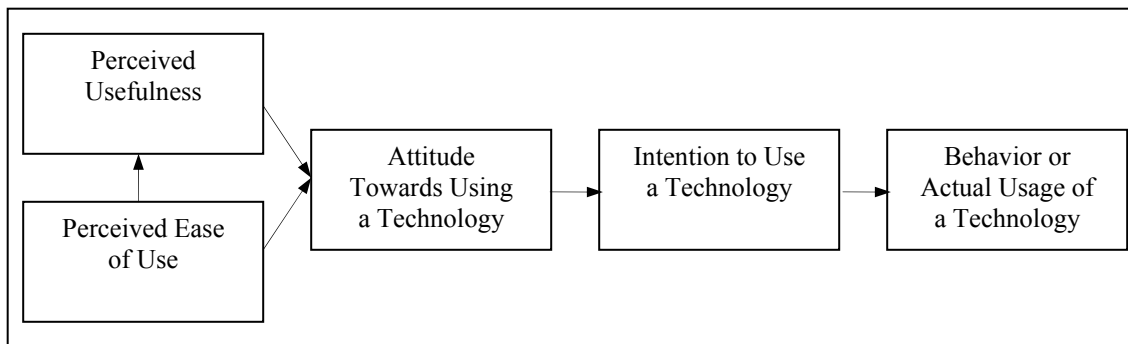 Perceived
Usefulness
Perceived Ease
of Use
Attitude
Towards Using
a Technology
Intention to Use
a Technology
Behavior or
Actual Usage of
a Technology